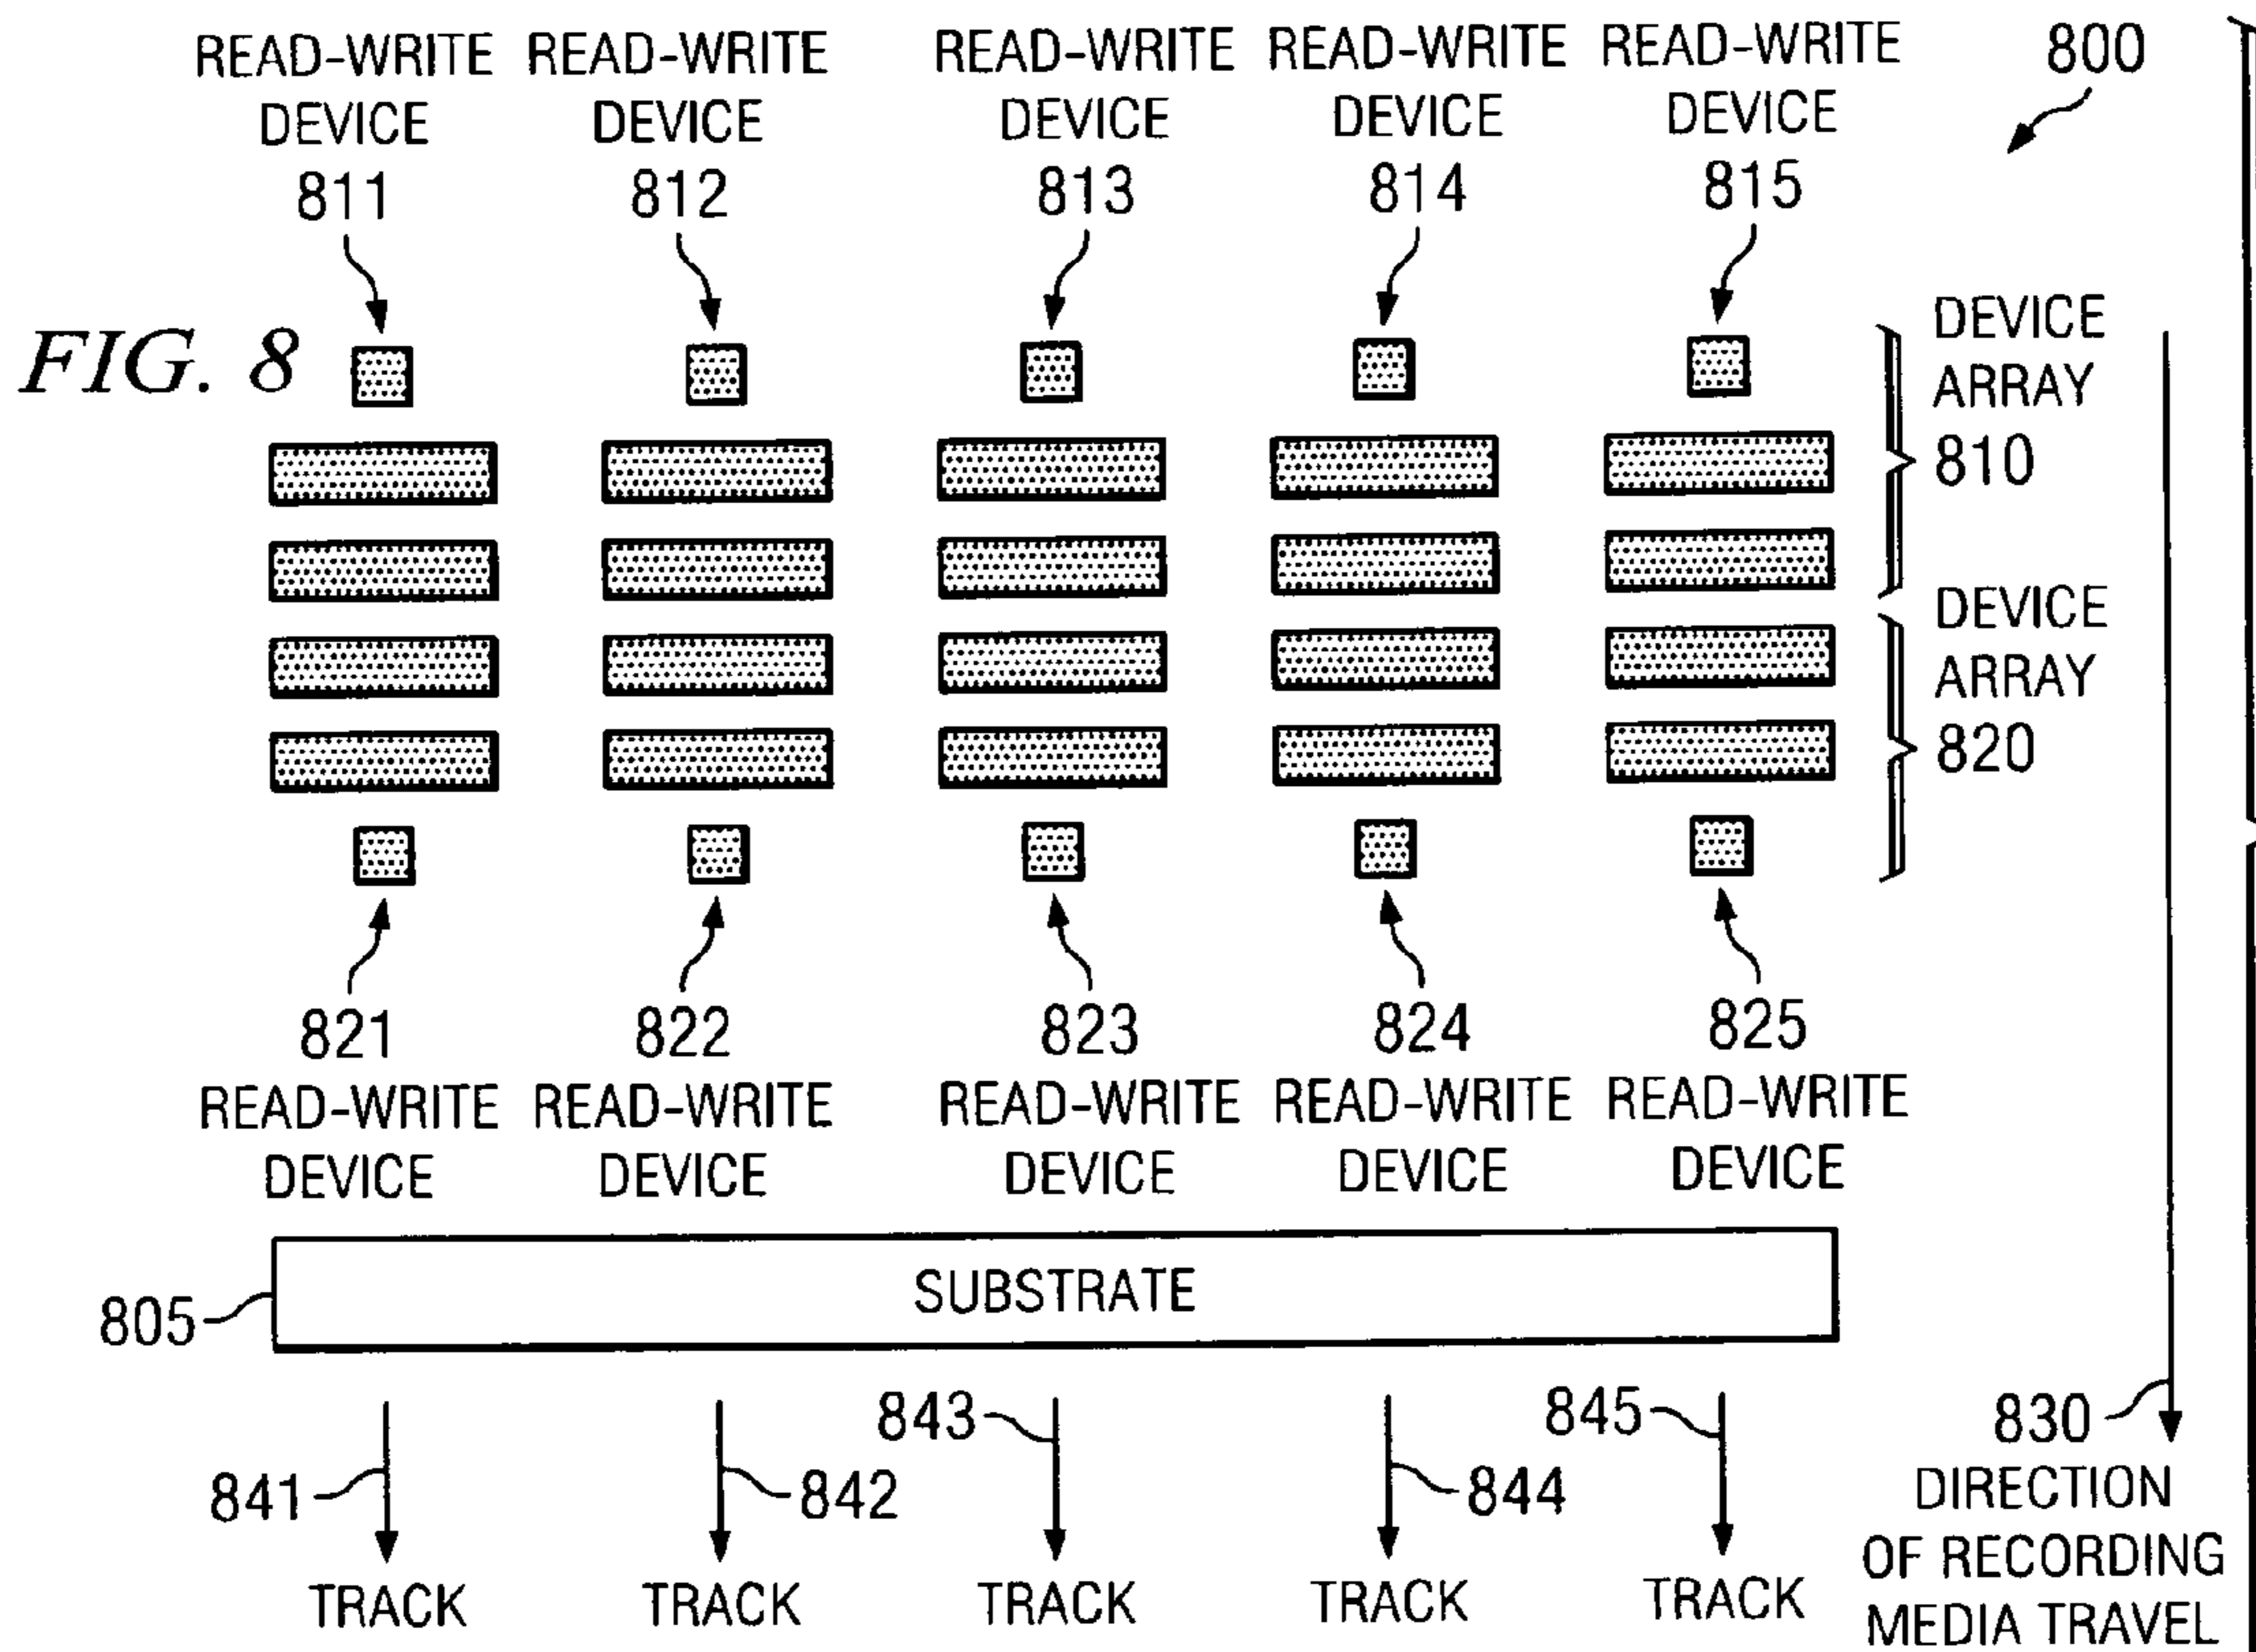 READ-WRITE DEVICE 811
READ-WRITE DEVICE 812
READ-WRITE DEVICE 813
READ-WRITE DEVICE 814
READ-WRITE DEVICE 815
800
FIG. 8
DEVICE ARRAY 810
DEVICE ARRAY 820
821 READ-WRITE DEVICE
822 READ-WRITE DEVICE
823 READ-WRITE DEVICE
824 READ-WRITE DEVICE
825 READ-WRITE DEVICE
805
SUBSTRATE
841
842
843
844
845
830
DIRECTION
OF RECORDING
MEDIA TRAVEL
TRACK
TRACK
TRACK
TRACK
TRACK